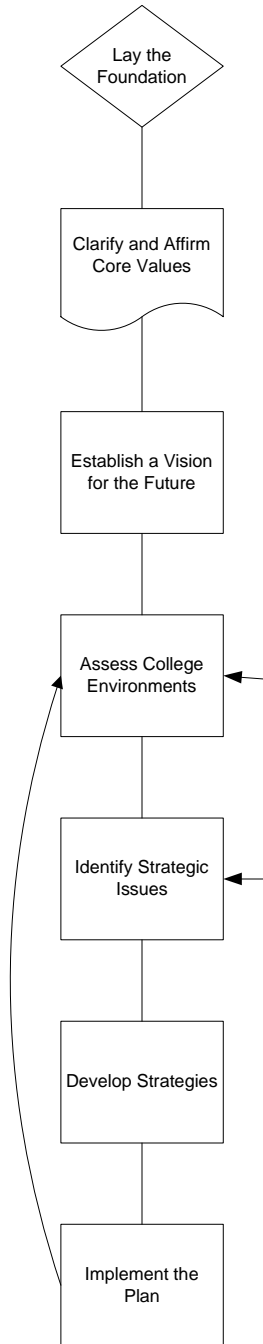 Lay the
Foundation
Clarify and Affirm
Core Values
Establish a Vision
for the Future
Assess College
Environments
Identify Strategic
Issues
Develop Strategies
Implement the
Plan